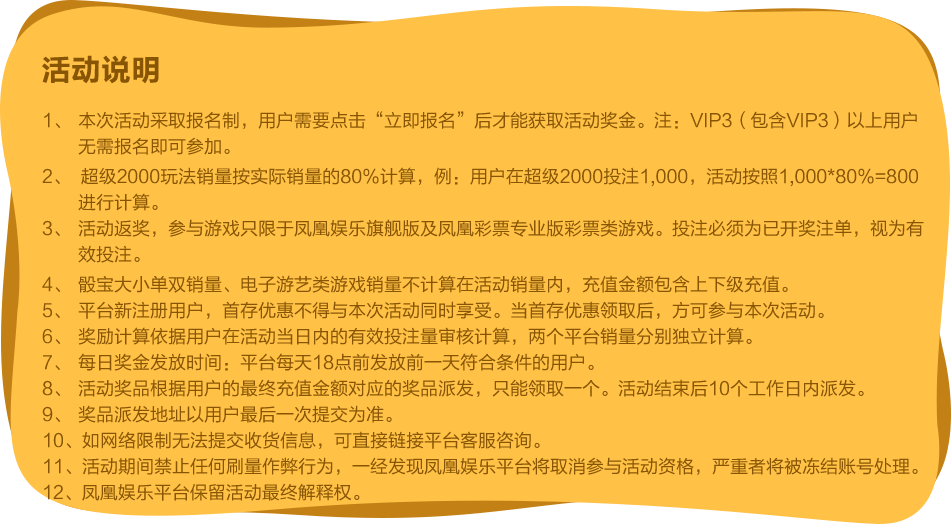 活动说明
1、 本次活动采取报名制，用户需要点击“立即报名”后才能获取活动奖金。注：VIP3（包含VIP3）以上用户
无需报名即可参加。
2、 超级2000玩法销量按实际销量的80%计算，例：用户在超级2000投注1,000，活动按照1,000*80%=800
进行计算。
3、 活动返奖，参与游戏只限于凤凰娱乐旗舰版及凤凰彩票专业版彩票类游戏。投注必须为已开奖注单，视为有
效投注。
4、 骰宝大小单双销量、电子游艺类游戏销量不计算在活动销量内，充值金额包含上下级充值。
5、 平台新注册用户，首存优惠不得与本次活动同时享受。当首存优惠领取后，方可参与本次活动。
6、 奖励计算依据用户在活动当日内的有效投注量审核计算，两个平台销量分别独立计算。
7、 每日奖金发放时间：平台每天18点前发放前一天符合条件的用户。
8、 活动奖品根据用户的最终充值金额对应的奖品派发，只能领取一个。活动结束后10个工作日内派发。
9、 奖品派发地址以用户最后一次提交为准。
10、如网络限制无法提交收货信息，可直接链接平台客服咨询。
11、活动期间禁止任何刷量作弊行为，一经发现凤凰娱乐平台将取消参与活动资格，严重者将被冻结账号处理。
12、凤凰娱乐平台保留活动最终解释权。